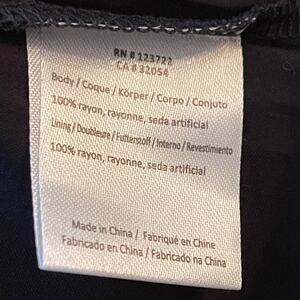 RN # 123722
CA # 32054
Body / Coque / Körper / Corpo / Conjuto
100% rayon, rayonne, seda artificial
Lining / Doubleure / Futterstoff / Interno / Revestimiento
100% rayon, rayonne, seda artificial
Made in China / Fabriqué en Chine
Fabricado en China / Fabricado na China